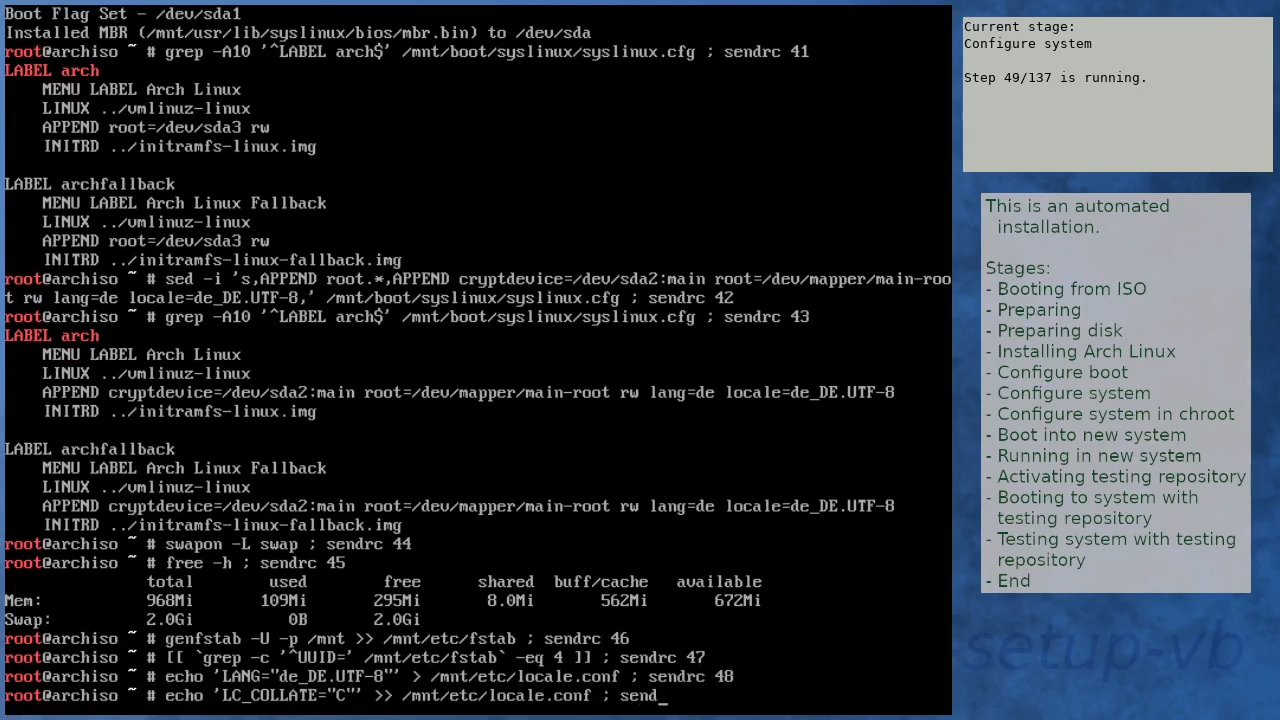 Boot Flag Set - /dev/sda1
Installed MBR (/mnt/usr/lib/syslinux/bios/mbr.bin) to /dev/sda
root@archiso ~ # grep -A10 '^LABEL arch$' /mnt/boot/syslinux/syslinux.cfg ; sendrc 41
LABEL arch
    MENU LABEL Arch Linux
    LINUX ../vmlinuz-linux
    APPEND root=/dev/sda3 rw
    INITRD ../initramfs-linux.img

LABEL archfallback
    MENU LABEL Arch Linux Fallback
    LINUX ../vmlinuz-linux
    APPEND root=/dev/sda3 rw
    INITRD ../initramfs-linux-fallback.img
root@archiso ~ # sed -i 's,APPEND root.*,APPEND cryptdevice=/dev/sda2:main root=/dev/mapper/main-roo
t rw lang=de locale=de_DE.UTF-8,' /mnt/boot/syslinux/syslinux.cfg ; sendrc 42
root@archiso ~ # grep -A10 '^LABEL arch$' /mnt/boot/syslinux/syslinux.cfg ; sendrc 43
LABEL arch
    MENU LABEL Arch Linux
    LINUX ../vmlinuz-linux
    APPEND cryptdevice=/dev/sda2:main root=/dev/mapper/main-root rw lang=de locale=de_DE.UTF-8
    INITRD ../initramfs-linux.img

LABEL archfallback
    MENU LABEL Arch Linux Fallback
    LINUX ../vmlinuz-linux
    APPEND cryptdevice=/dev/sda2:main root=/dev/mapper/main-root rw lang=de locale=de_DE.UTF-8
    INITRD ../initramfs-linux-fallback.img
root@archiso ~ # swapon -L swap ; sendrc 44
root@archiso ~ # free -h ; sendrc 45
               total        used        free      shared  buff/cache   available
Mem:           968Mi       109Mi       295Mi       8.0Mi       562Mi       672Mi
Swap:          2.0Gi          0B       2.0Gi
root@archiso ~ # genfstab -U -p /mnt >> /mnt/etc/fstab ; sendrc 46
root@archiso ~ # [[ `grep -c '^UUID=' /mnt/etc/fstab` -eq 4 ]] ; sendrc 47
root@archiso ~ # echo 'LANG="de_DE.UTF-8"' > /mnt/etc/locale.conf ; sendrc 48
root@archiso ~ # echo 'LC_COLLATE="C"' >> /mnt/etc/locale.conf ; send_
Current stage:
Configure system

Step 49/137 is running.
This is an automated
installation.

Stages:
- Booting from ISO
- Preparing
- Preparing disk
- Installing Arch Linux
- Configure boot
- Configure system
- Configure system in chroot
- Boot into new system
- Running in new system
- Activating testing repository
- Booting to system with
testing repository
- Testing system with testing
repository
- End
-setup-vb